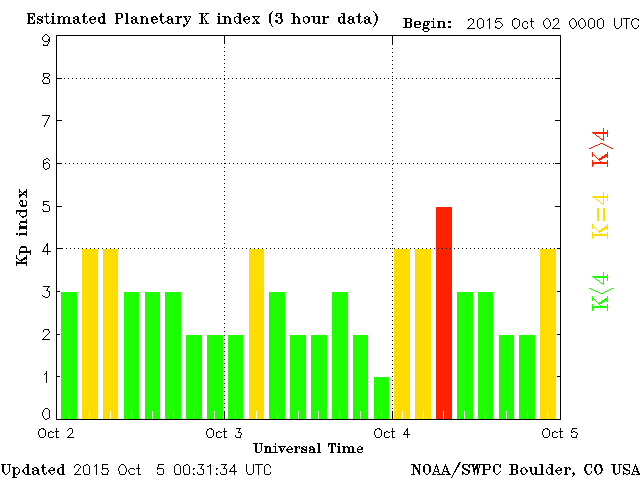 Estimated Planetary K index (3 hour data)
Begin: 2015 Oct 02 0000 UTC
9
8
7
6
5
4
3
2
1
0
Kp index
K>4
K=4
K<4
Oct 2
Oct 3
Oct 4
Oct 5
Universal Time
Updated 2015 Oct 5 00:31:34 UTC
NOAA/SWPC Boulder, CO USA